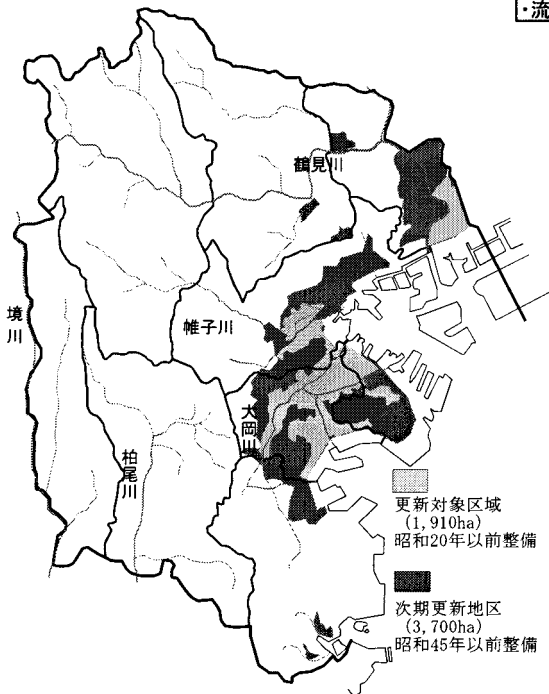 ・流
鶴見川
帷子川
境川
大岡川
柏尾川
更新対象区域
(1,910ha)
昭和20年以前整備
次期更新地区
(3,700ha)
昭和45年以前整備